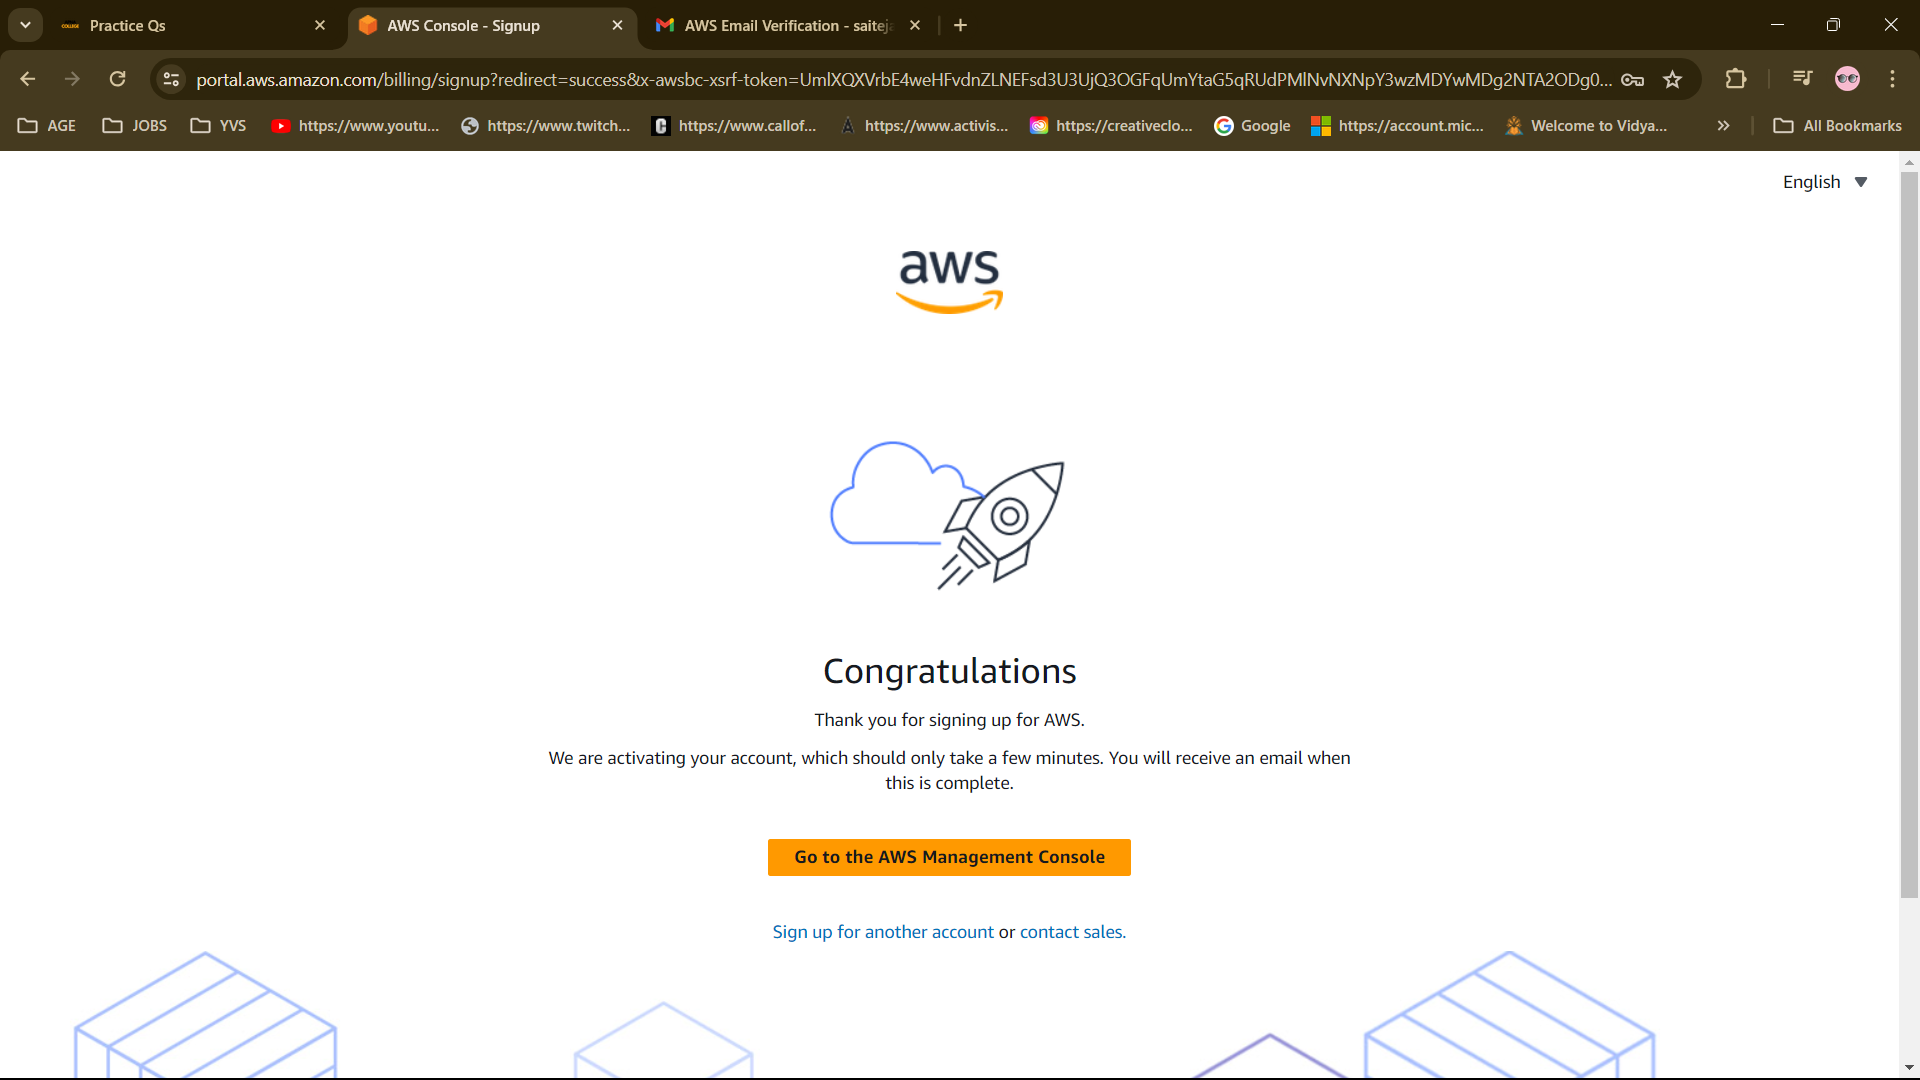 Practice Qs
AWS Console - Signup
AWS Email Verification - saitej
portal.aws.amazon.com/billing/signup?redirect=success&x-awsbc-xsrf-token=UmlXQXVrbE4weHFvdnZLNEFsd3U3UjQ3OGFqUmYtaG5qRUdPMlNvNXNpY3wzMDYwMDg2NTA2ODg0...
AGE
JOBS
YVS
https://www.youtu...
https://www.twitch...
https://www.callof...
https://www.activis...
https://creativeclo...
Google
https://account.mic...
Welcome to Vidya...
All Bookmarks
English
aws
Congratulations
Thank you for signing up for AWS.
We are activating your account, which should only take a few minutes. You will receive an email when
this is complete.
Go to the AWS Management Console
Sign up for another account or contact sales.